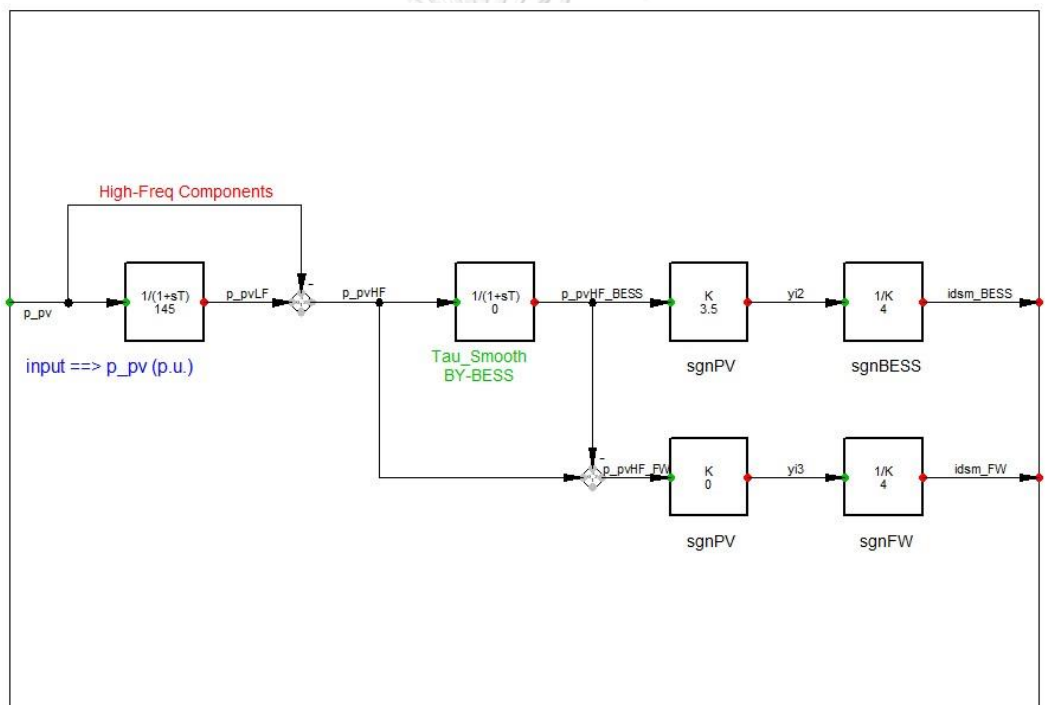 High-Freq Components
p_pv
1/(1+sT)
145
p_pvLF
-
p_pvHF
1/(1+sT)
0
p_pvHF_BESS
K
3.5
yi2
1/K
4
idsm_BESS
input ==> p_pv (p.u.)
Tau_Smooth
BY-BESS
sgnPV
sgnBESS
-
p_pvHF_FW
K
0
yi3
1/K
4
idsm_FW
sgnPV
sgnFW